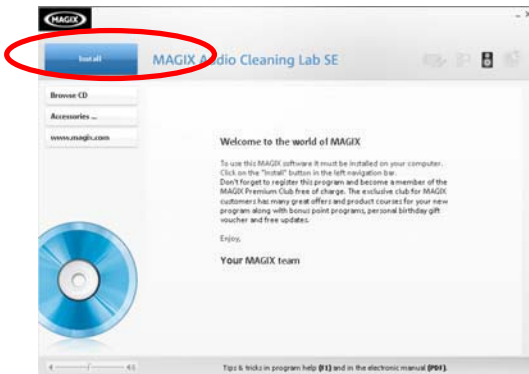 MAGIX
Install
MAGIX Audio Cleaning Lab SE
Browse CD
Accessories ...
www.magix.com
Welcome to the world of MAGIX
To use this MAGIX software it must be installed on your computer.
Click on the "Install" button in the left navigation bar.
Don't forget to register this program and become a member of the
MAGIX Premium Club free of charge. The exclusive club for MAGIX
customers has many great offers and product courses for your new
program along with bonus point programs, personal birthday gift
voucher and free updates.
Enjoy,
Your MAGIX team
Tips & tricks in program help (F1) and in the electronic manual (PDF).